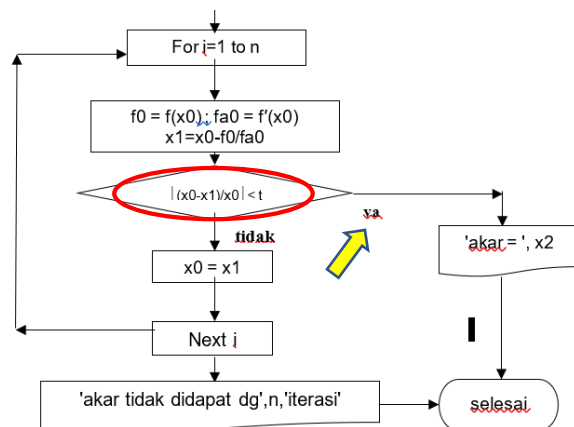 For i=1 to n
f0 = f(x0) ; fa0 = f'(x0)
x1=x0-f0/fa0
| (x0-x1)/x0 | < t
ya
tidak
'akar = ', x2
x0 = x1
Next i
'akar tidak didapat dg',n,'iterasi'
selesai